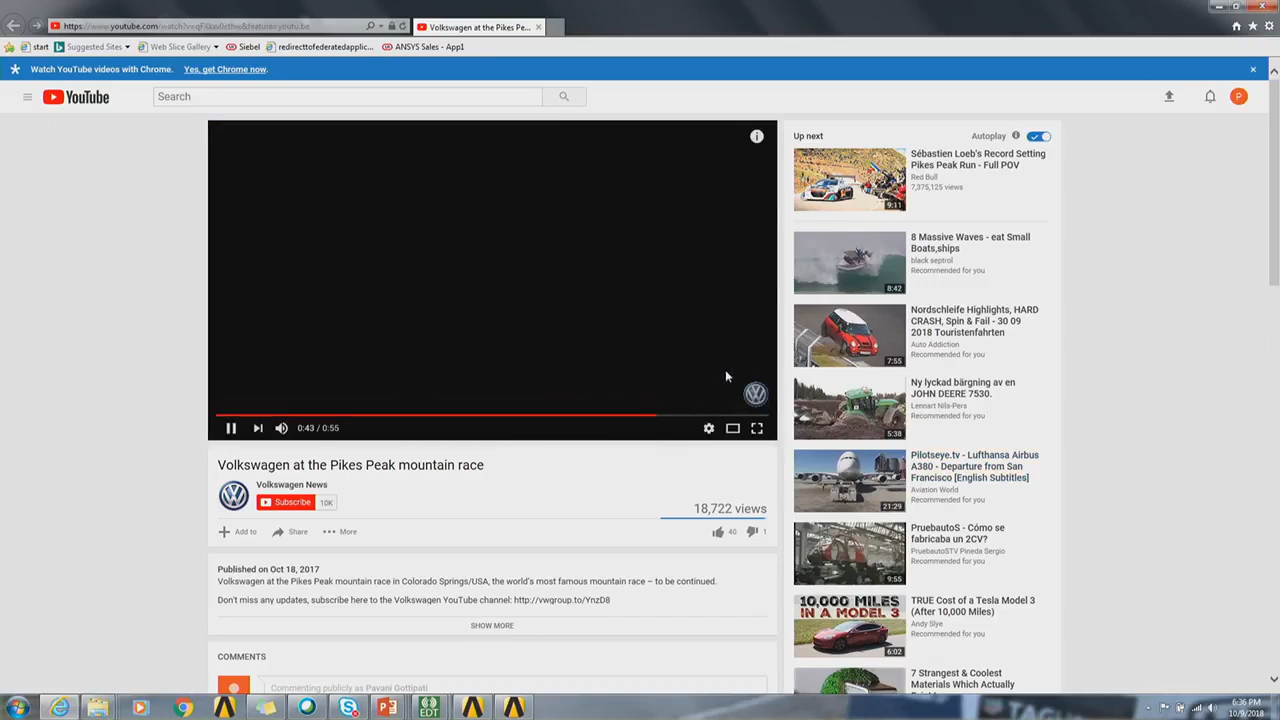 https://www.youtube.com/watch?v=
Volkswagen at the Pikes Pe...
start
Suggested Sites
Web Slice Gallery
Siebel
redirecttofederatedapplic...
ANSYS Sales - App1
Watch YouTube videos with Chrome.
Yes, get Chrome now.
YouTube
Search
P
0:43 / 0:55
Volkswagen at the Pikes Peak mountain race
Volkswagen News
Subscribe
10K
18,722 views
Add to
Share
More
40
1
Published on Oct 18, 2017
Volkswagen at the Pikes Peak mountain race in Colorado Springs/USA, the world's most famous mountain race – to be continued.
Don't miss any updates, subscribe here to the Volkswagen YouTube channel: http://vwgroup.to/YnzD8
SHOW MORE
COMMENTS
Commenting publicly as Pavani Gottipati
Up next
Autoplay
9:11
Sébastien Loeb's Record Setting
Pikes Peak Run - Full POV
Red Bull
7,375,125 views
8:42
8 Massive Waves - eat Small
Boats,ships
black septrol
Recommended for you
7:55
Nordschleife Highlights, HARD
CRASH, Spin & Fail - 30 09
2018 Touristenfahrten
Auto Addiction
Recommended for you
5:38
Ny lyckad bärgning av en
JOHN DEERE 7530.
Lennart Nils-Pers
Recommended for you
21:29
Pilotseye.tv - Lufthansa Airbus
A380 - Departure from San
Francisco [English Subtitles]
Aviation World
Recommended for you
9:55
PruebautoS - Cómo se
fabricaba un 2CV?
PruebautoSTV Pineda Sergio
Recommended for you
10,000 MILES
IN A MODEL 3
6:02
TRUE Cost of a Tesla Model 3
(After 10,000 Miles)
Andy Slye
Recommended for you
7 Strangest & Coolest
Materials Which Actually
EDT
6:36 PM
10/9/2018